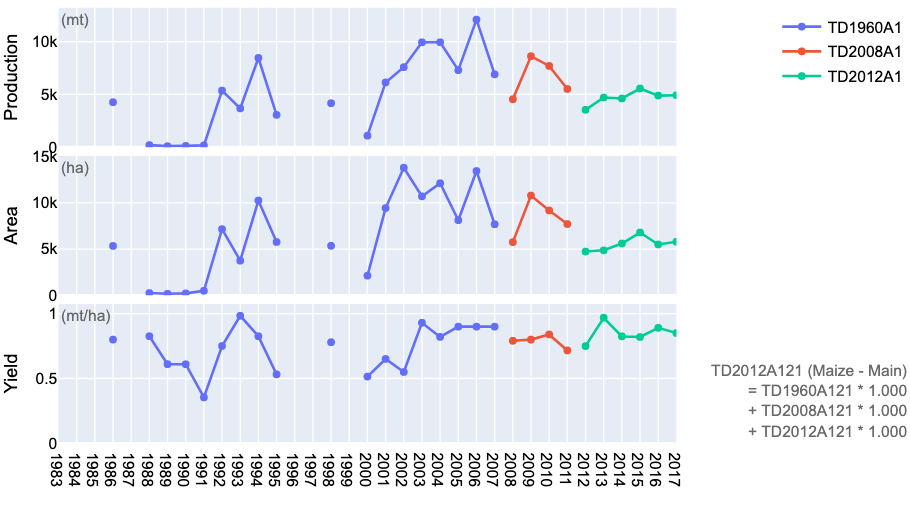 (mt)
Production
10k
5k
0
TD1960A1
TD2008A1
TD2012A1
15k
(ha)
Area
10k
5k
0
1
(mt/ha)
Yield
0.5
0
TD2012A121 (Maize - Main)
= TD1960A121 * 1.000
+ TD2008A121 * 1.000
+ TD2012A121 * 1.000
1983
1984
1985
1986
1987
1988
1989
1990
1991
1992
1993
1994
1995
1996
1997
1998
1999
2000
2001
2002
2003
2004
2005
2006
2007
2008
2009
2010
2011
2012
2013
2014
2015
2016
2017